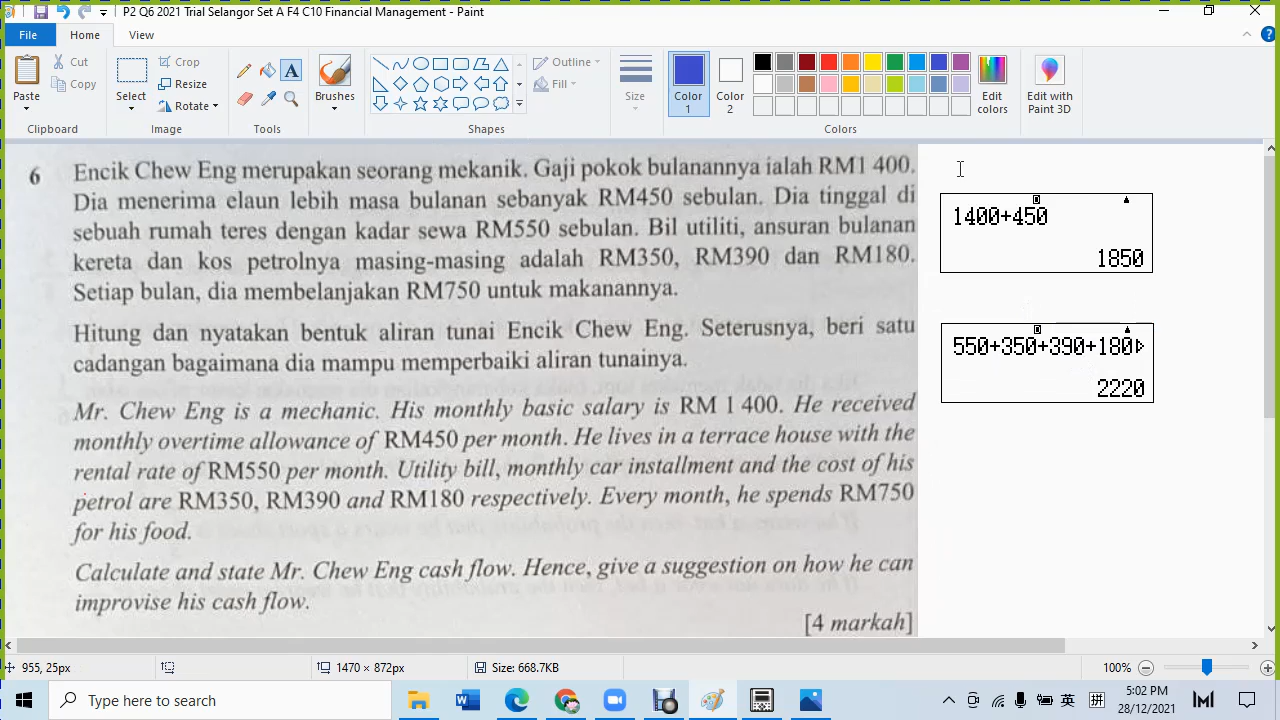 P2 Q6 2021 Trial Selangor Set A F4 C10 Financial Management - Paint
File
Home
View
Paste
Cut
Copy
Clipboard
Select
Crop
Resize
Rotate
Image
A
Tools
Brushes
Shapes
Outline
Fill
Size
Color 1
Color 2
Colors
Edit colors
Edit with Paint 3D
6 Encik Chew Eng merupakan seorang mekanik. Gaji pokok bulanannya ialah RM1 400.
Dia menerima elaun lebih masa bulanan sebanyak RM450 sebulan. Dia tinggal di
sebuah rumah teres dengan kadar sewa RM550 sebulan. Bil utiliti, ansuran bulanan
kereta dan kos petrolnya masing-masing adalah RM350, RM390 dan RM180.
Setiap bulan, dia membelanjakan RM750 untuk makanannya.
Hitung dan nyatakan bentuk aliran tunai Encik Chew Eng. Seterusnya, beri satu
cadangan bagaimana dia mampu memperbaiki aliran tunainya.
Mr. Chew Eng is a mechanic. His monthly basic salary is RM 1 400. He received
monthly overtime allowance of RM450 per month. He lives in a terrace house with the
rental rate of RM550 per month. Utility bill, monthly car installment and the cost of his
petrol are RM350, RM390 and RM180 respectively. Every month, he spends RM750
for his food.
Calculate and state Mr. Chew Eng cash flow. Hence, give a suggestion on how he can
improvise his cash flow.
[4 markah]
1400+450
1850
550+350+390+180
2220
955, 25px
1470 × 872px
Size: 668.7KB
100%
Type here to search
英
拼
5:02 PM
28/12/2021